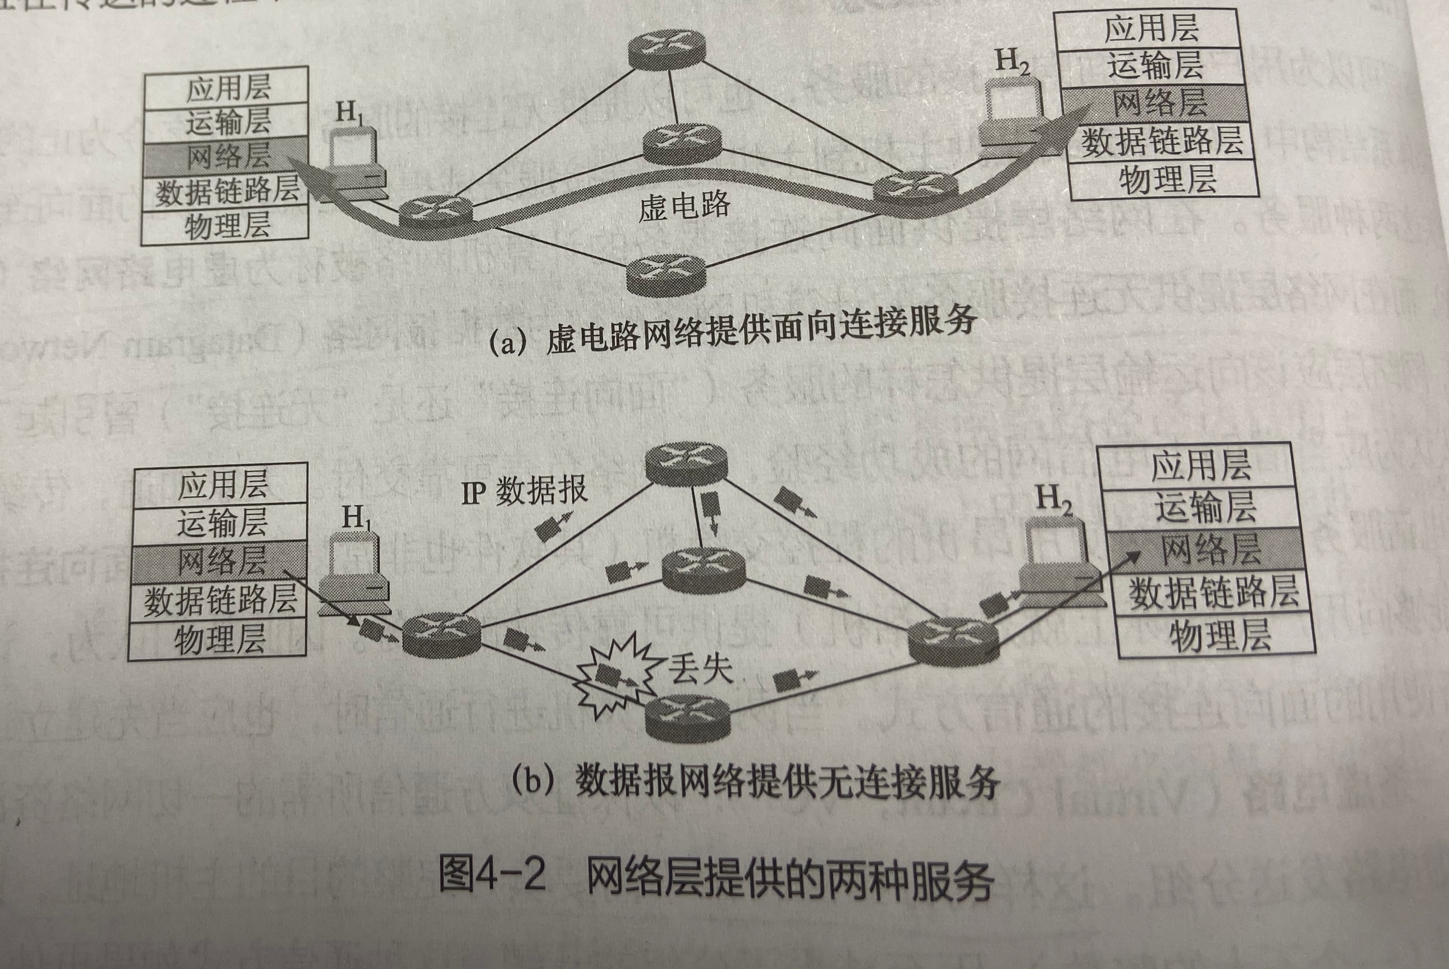 应用层
运输层
网络层
数据链路层
物理层
H₁
虚电路
H₂
应用层
运输层
网络层
数据链路层
物理层
(a) 虚电路网络提供面向连接服务
应用层
运输层
网络层
数据链路层
物理层
H₁
IP 数据报
丢失
H₂
应用层
运输层
网络层
数据链路层
物理层
(b) 数据报网络提供无连接服务
图4-2 网络层提供的两种服务